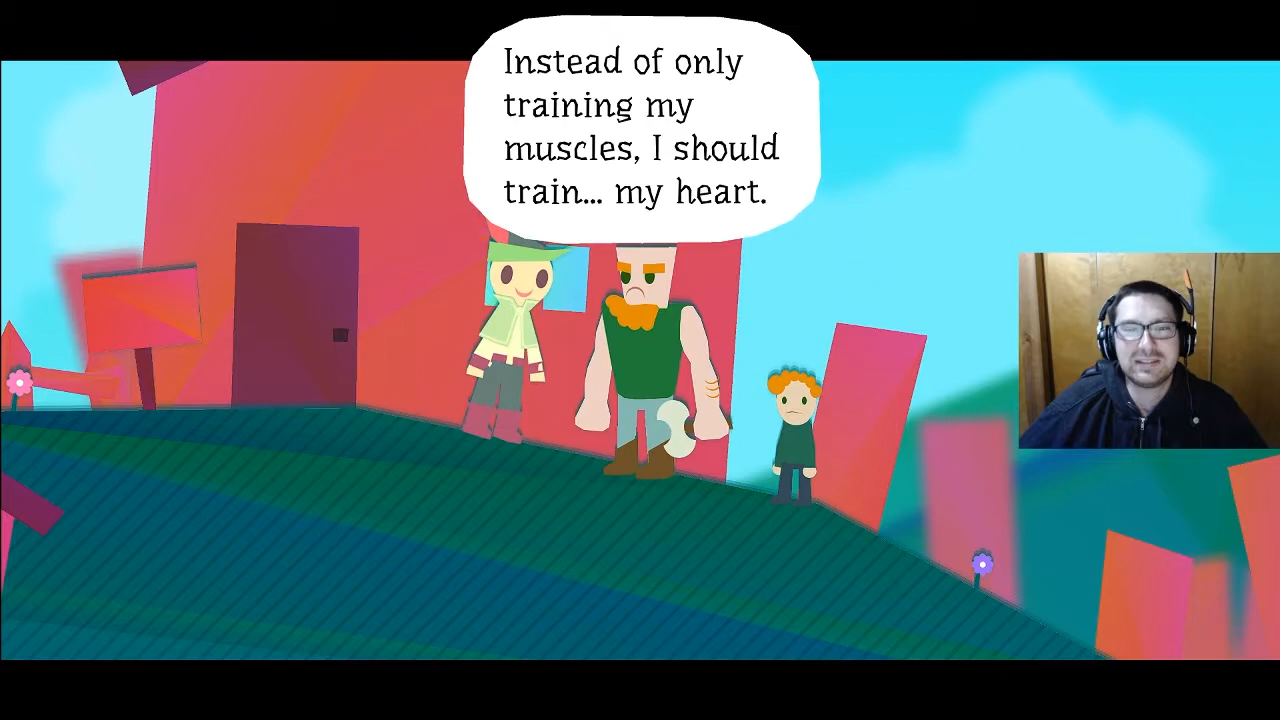 Instead of only
training my
muscles, I should
train... my heart.